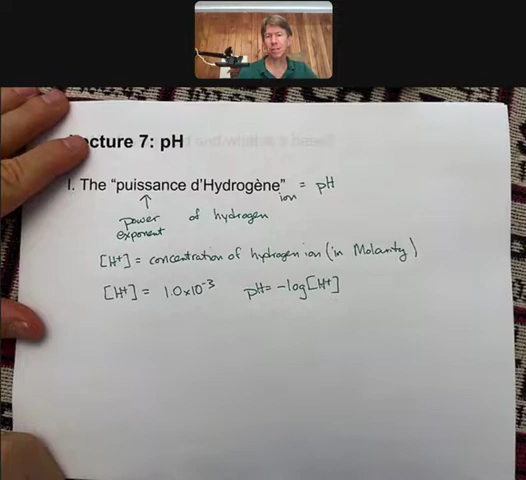 Lecture 7: pH
I. The "puissance d'Hydrogène" = pH
ion
power of hydrogen
exponent
[H+] = concentration of hydrogen ion (in Molarity)
[H+] = 1.0x10⁻³ pH= -log[H+]